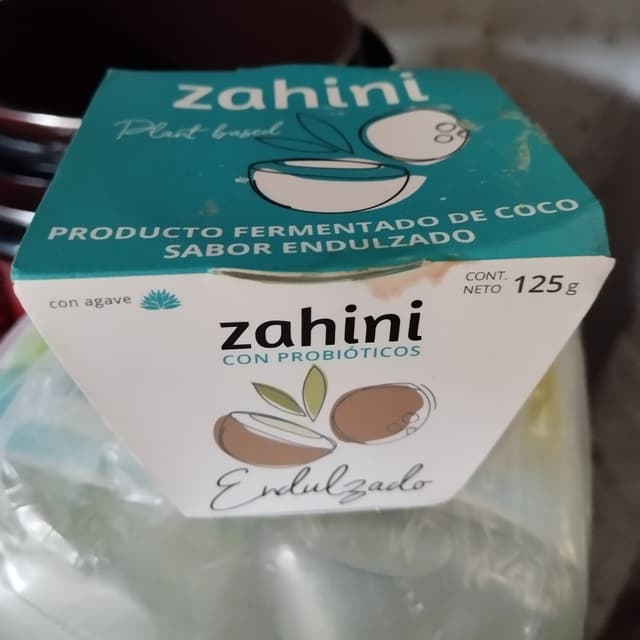 zahini
Plant based
PRODUCTO FERMENTADO DE COCO
SABOR ENDULZADO
con agave
CONT.
NETO 125g
zahini
CON PROBIÓTICOS
Endulzado